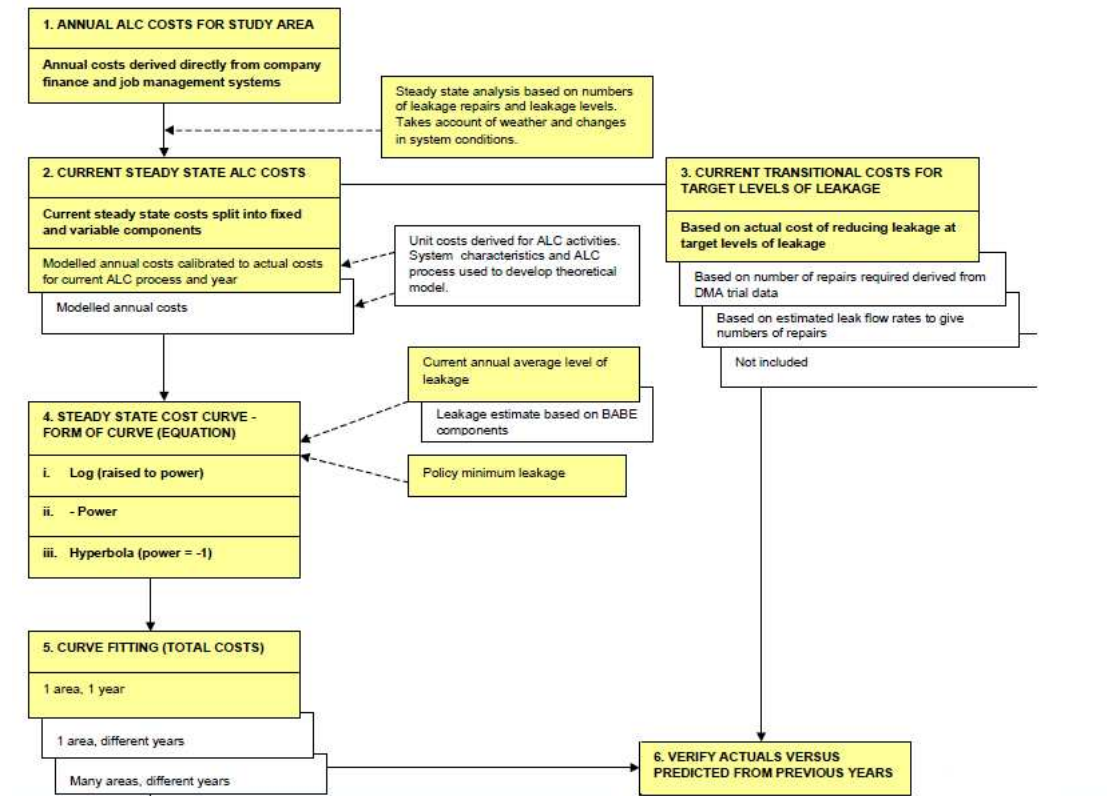 1. ANNUAL ALC COSTS FOR STUDY AREA
Annual costs derived directly from company
finance and job management systems
Steady state analysis based on numbers
of leakage repairs and leakage levels.
Takes account of weather and changes
in system conditions.
2. CURRENT STEADY STATE ALC COSTS
Current steady state costs split into fixed
and variable components
Modelled annual costs calibrated to actual costs
for current ALC process and year
Modelled annual costs
Unit costs derived for ALC activities.
System characteristics and ALC
process used to develop theoretical
model.
3. CURRENT TRANSITIONAL COSTS FOR
TARGET LEVELS OF LEAKAGE
Based on actual cost of reducing leakage at
target levels of leakage
Based on number of repairs required derived from
DMA trial data
Based on estimated leak flow rates to give
numbers of repairs
Not included
Current annual average level of
leakage
Leakage estimate based on BABE
components
Policy minimum leakage
4. STEADY STATE COST CURVE -
FORM OF CURVE (EQUATION)
i. Log (raised to power)
ii. - Power
iii. Hyperbola (power = -1)
5. CURVE FITTING (TOTAL COSTS)
1 area, 1 year
1 area, different years
Many areas, different years
6. VERIFY ACTUALS VERSUS
PREDICTED FROM PREVIOUS YEARS